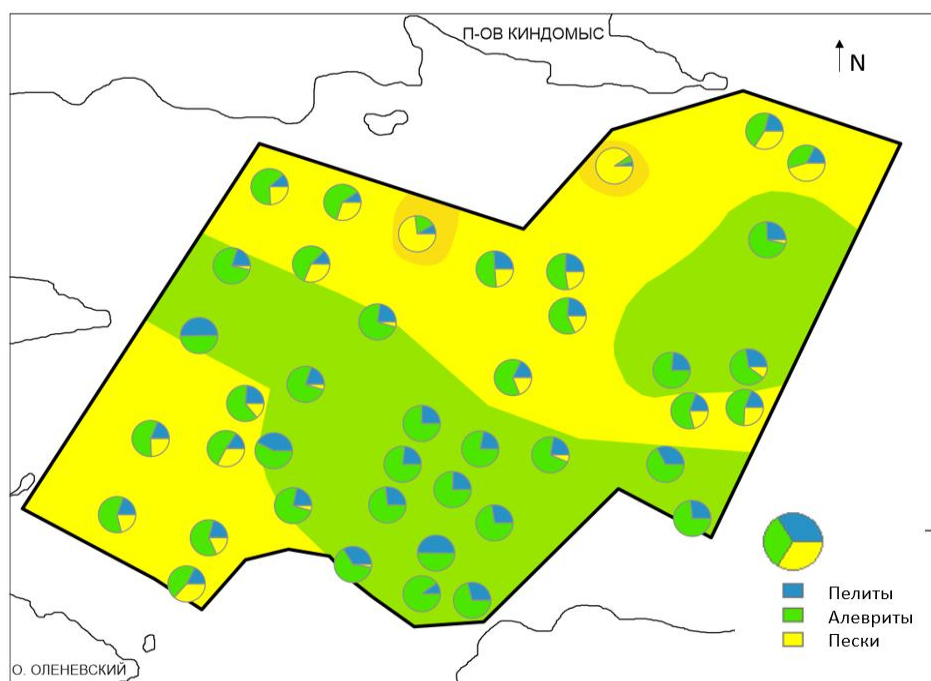 П-ОВ КИНДОМЫС
N
Пелиты
Алевриты
Пески
О. ОЛЕНЕВСКИЙ